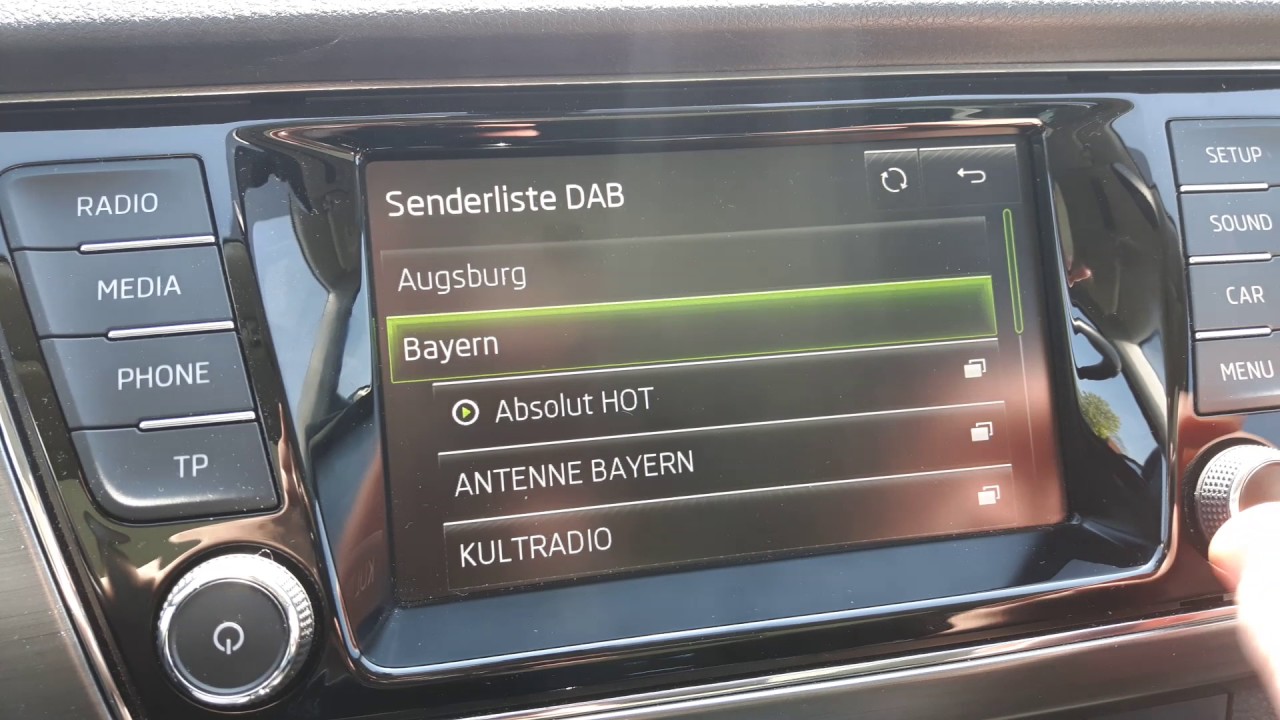 RADIO
MEDIA
PHONE
TP
Senderliste DAB
Augsburg
Bayern
Absolut HOT
ANTENNE BAYERN
KULTRADIO
SETUP
SOUND
CAR
MENU